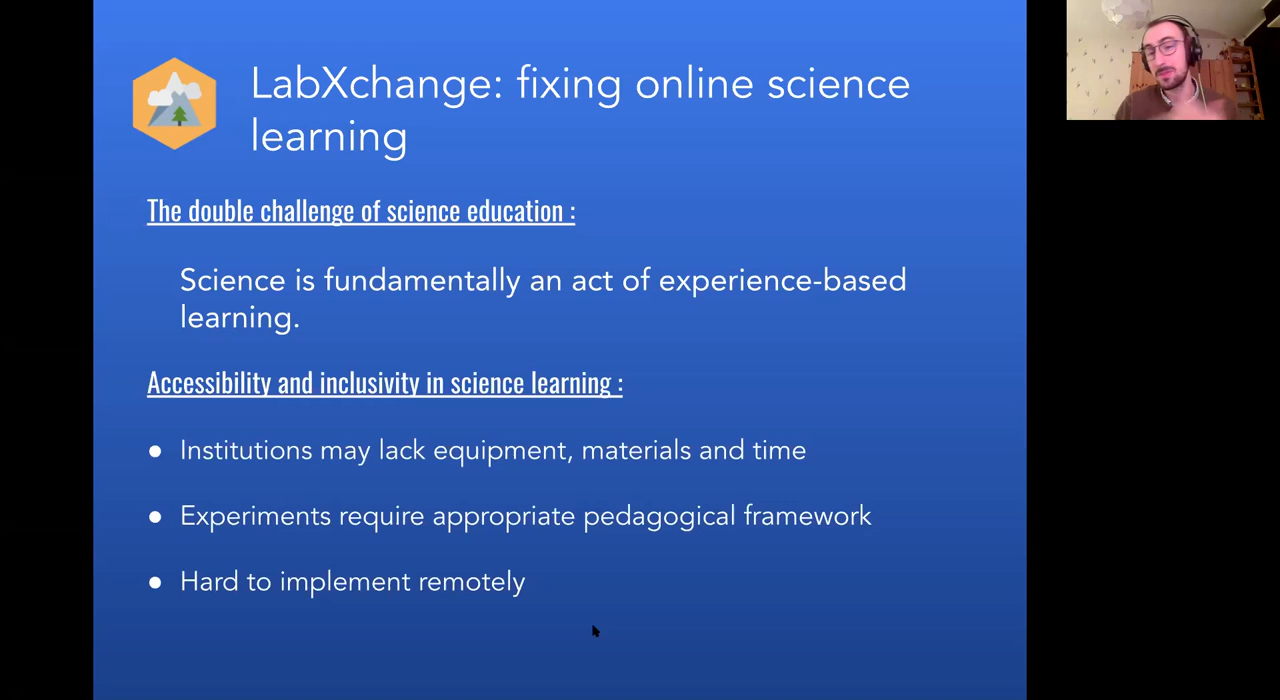 LabXchange: fixing online science
learning
The double challenge of science education :
Science is fundamentally an act of experience-based
learning.
Accessibility and inclusivity in science learning :
● Institutions may lack equipment, materials and time
● Experiments require appropriate pedagogical framework
● Hard to implement remotely